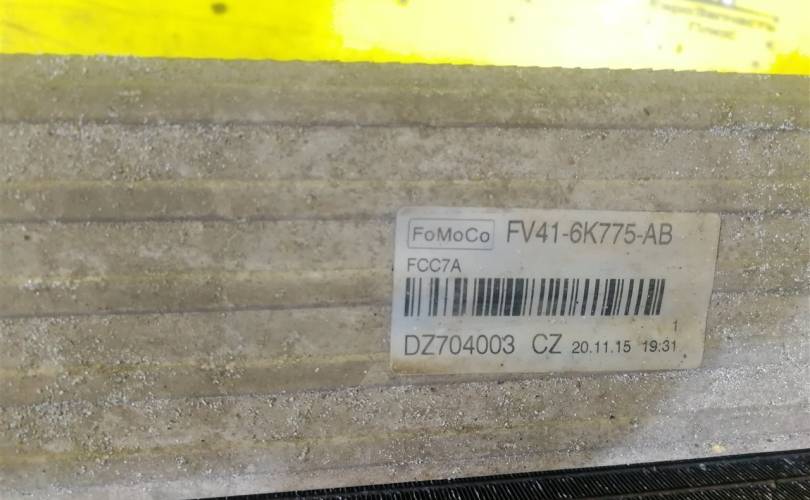 FoMoCo FV41-6K775-AB
FCC7A
1
DZ704003 CZ 20.11.15 19:31